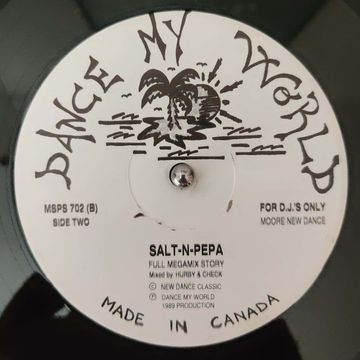 DANCE MY WORLD
MSPS 702 (B)
SIDE TWO
FOR D.J.'S ONLY
MOORE NEW DANCE
SALT-N-PEPA
FULL MEGAMIX STORY
Mixed by: HURBY & CHECK
© NEW DANCE CLASSIC
℗ DANCE MY WORLD
1989 PRODUCTION
MADE IN CANADA